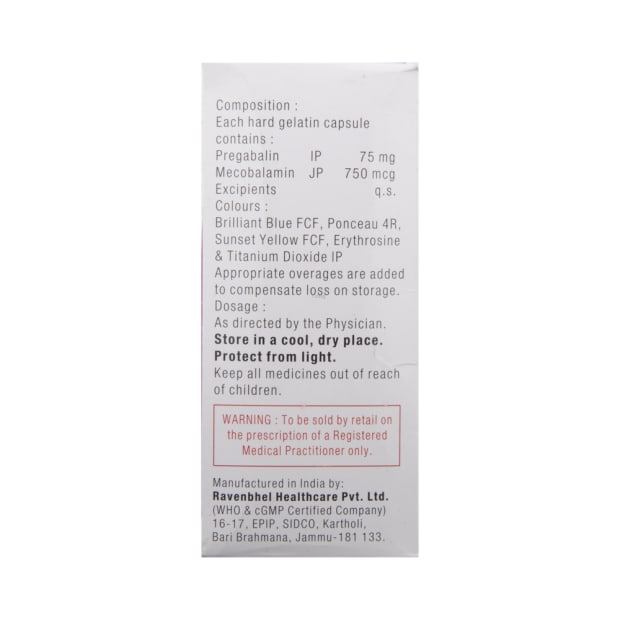 Composition :
Each hard gelatin capsule
contains :
Pregabalin IP 75 mg
Mecobalamin JP 750 mcg
Excipients q.s.
Colours :
Brilliant Blue FCF, Ponceau 4R,
Sunset Yellow FCF, Erythrosine
& Titanium Dioxide IP
Appropriate overages are added
to compensate loss on storage.
Dosage :
As directed by the Physician.
Store in a cool, dry place.
Protect from light.
Keep all medicines out of reach
of children.
WARNING : To be sold by retail on
the prescription of a Registered
Medical Practitioner only.
Manufactured in India by:
Ravenbhel Healthcare Pvt. Ltd.
(WHO & cGMP Certified Company)
16-17, EPIP, SIDCO, Kartholi,
Bari Brahmana, Jammu-181 133.